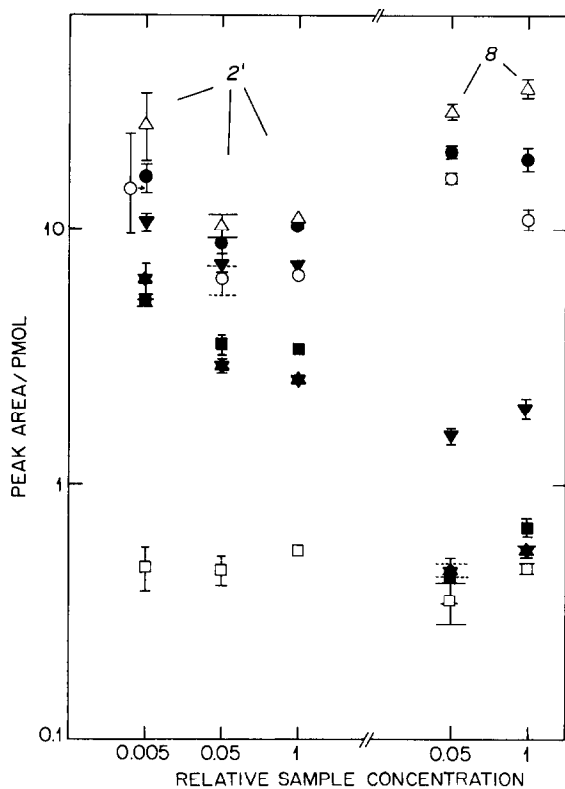 2'
8
10
1
0.1
PEAK AREA/PMOL
0.005 0.05 1 0.05 1
RELATIVE SAMPLE CONCENTRATION